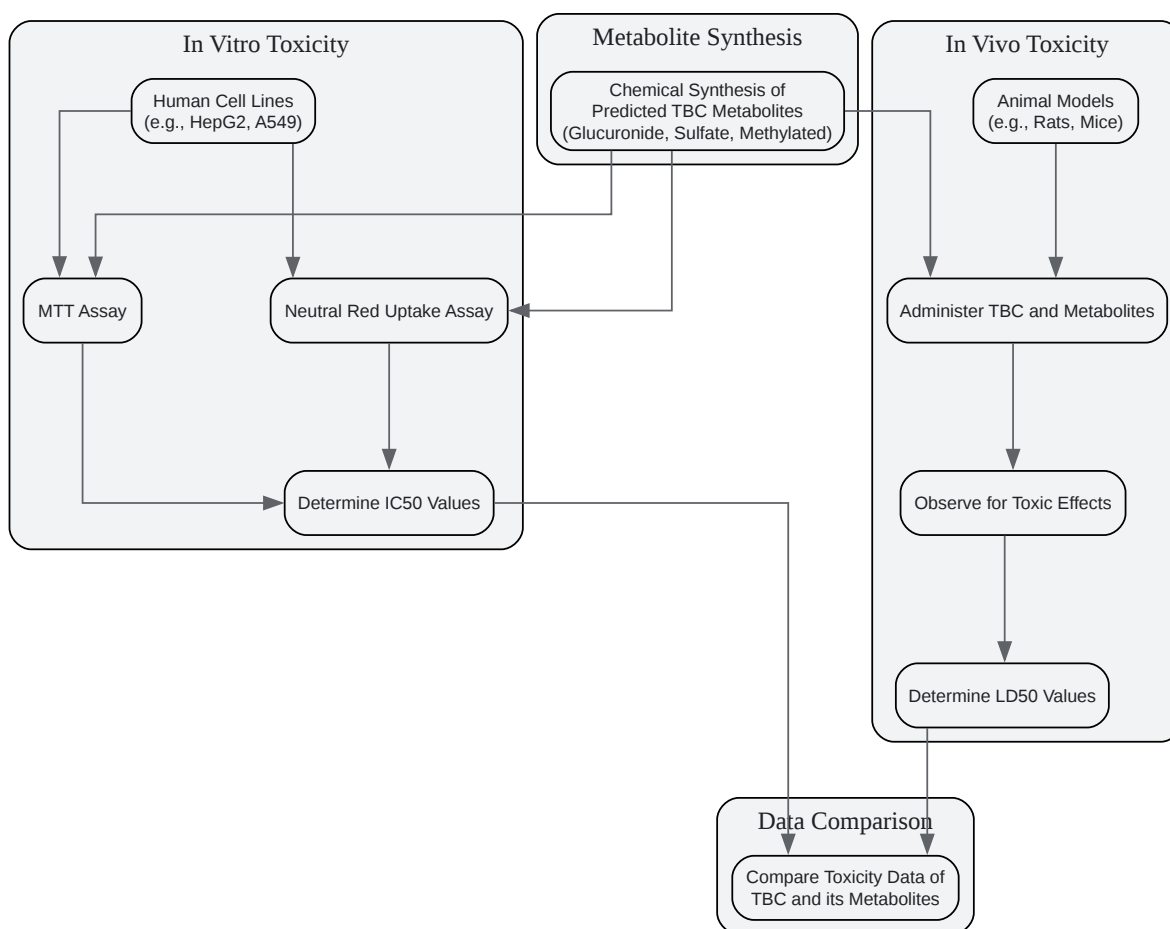 In Vitro Toxicity
Human Cell Lines
(e.g., HepG2, A549)
MTT Assay
Neutral Red Uptake Assay
Determine IC50 Values
Metabolite Synthesis
Chemical Synthesis of
Predicted TBC Metabolites
(Glucuronide, Sulfate, Methylated)
In Vivo Toxicity
Animal Models
(e.g., Rats, Mice)
Administer TBC and Metabolites
Observe for Toxic Effects
Determine LD50 Values
Data Comparison
Compare Toxicity Data of
TBC and its Metabolites